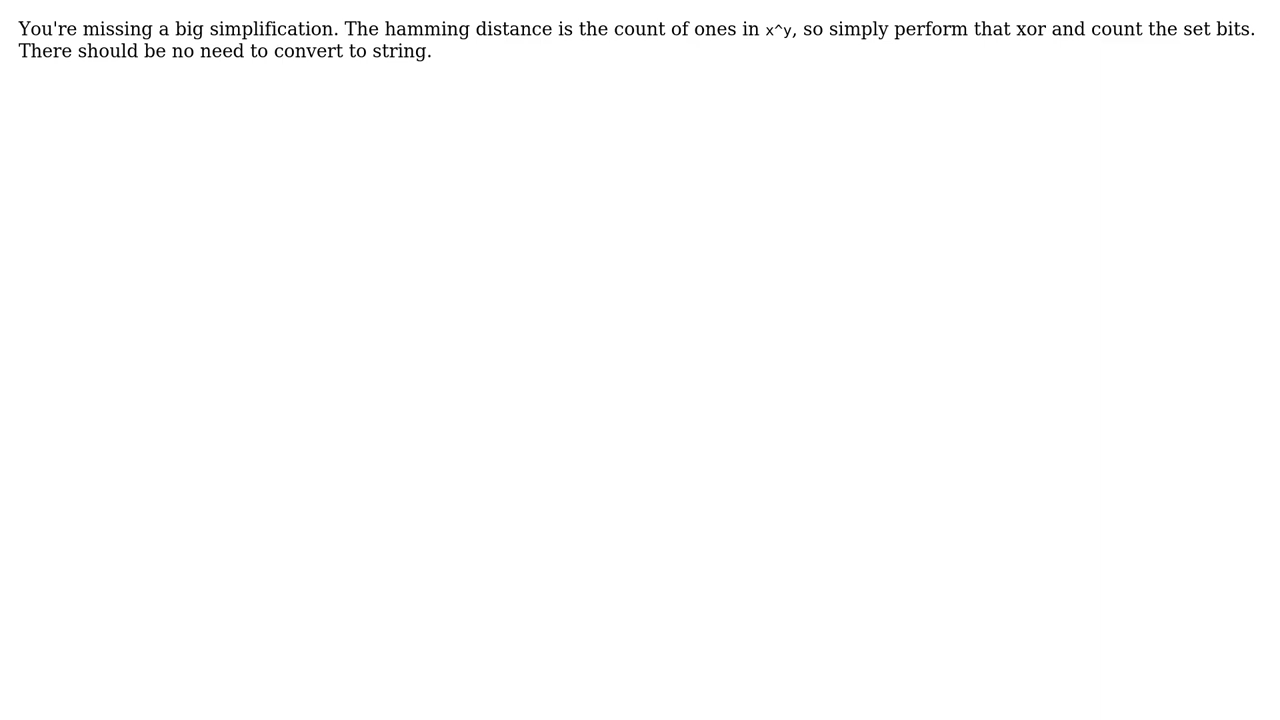 You're missing a big simplification. The hamming distance is the count of ones in x^y, so simply perform that xor and count the set bits.
There should be no need to convert to string.